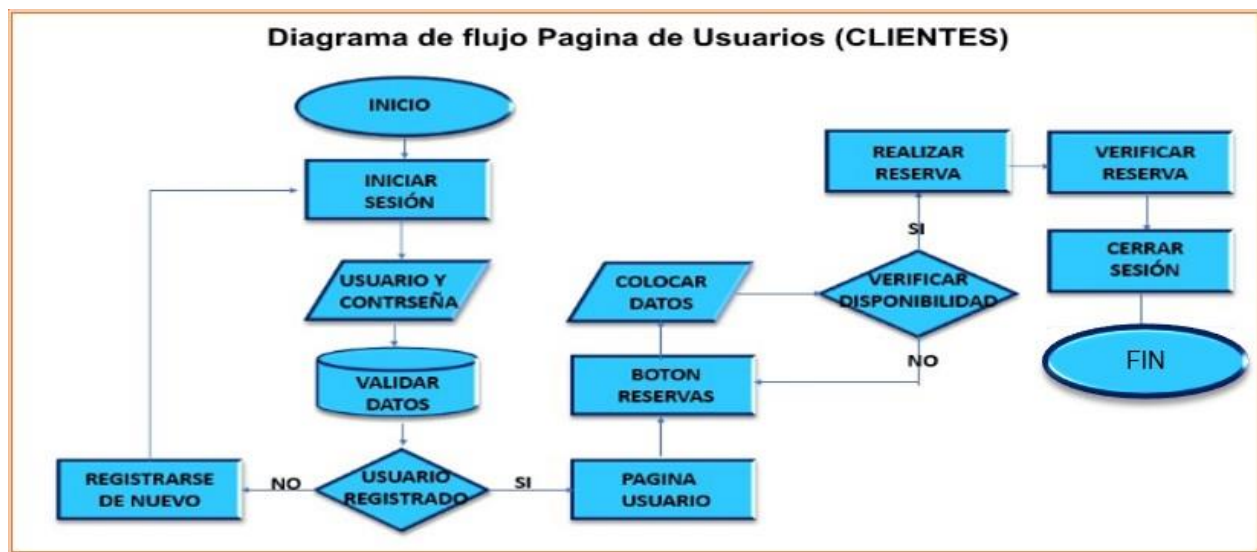 Diagrama de flujo Pagina de Usuarios (CLIENTES)
INICIO
INICIAR
SESIÓN
USUARIO Y
CONTRSEÑA
VALIDAR
DATOS
USUARIO
REGISTRADO
NO
REGISTRARSE
DE NUEVO
SI
PAGINA
USUARIO
BOTON
RESERVAS
COLOCAR
DATOS
VERIFICAR
DISPONIBILIDAD
NO
SI
REALIZAR
RESERVA
VERIFICAR
RESERVA
CERRAR
SESIÓN
FIN